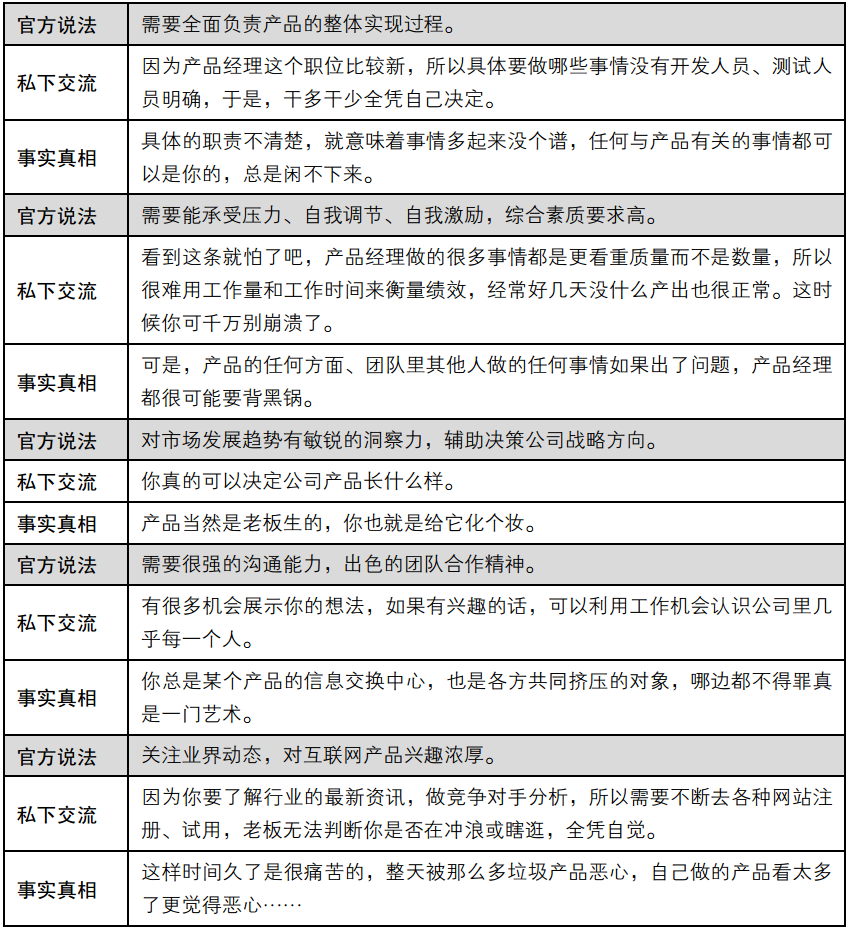 官方说法
需要全面负责产品的整体实现过程。
私下交流
因为产品经理这个职位比较新，所以具体要做哪些事情没有开发人员、测试人
员明确，于是，干多干少全凭自己决定。
事实真相
具体的职责不清楚，就意味着事情多起来没个谱，任何与产品有关的事情都可
以是你的，总是闲不下来。
官方说法
需要能承受压力、自我调节、自我激励，综合素质要求高。
私下交流
看到这条就怕了吧，产品经理做的很多事情都是更看重质量而不是数量，所以
很难用工作量和工作时间来衡量绩效，经常好几天没什么产出也很正常。这时
候你可千万别崩溃了。
事实真相
可是，产品的任何方面、团队里其他人做的任何事情如果出了问题，产品经理
都很可能要背黑锅。
官方说法
对市场发展趋势有敏锐的洞察力，辅助决策公司战略方向。
私下交流
你真的可以决定公司产品长什么样。
事实真相
产品当然是老板生的，你也就是给它化个妆。
官方说法
需要很强的沟通能力，出色的团队合作精神。
私下交流
有很多机会展示你的想法，如果有兴趣的话，可以利用工作机会认识公司里几
乎每一个人。
事实真相
你总是某个产品的信息交换中心，也是各方共同挤压的对象，哪边都不得罪真
是一门艺术。
官方说法
关注业界动态，对互联网产品兴趣浓厚。
私下交流
因为你要了解行业的最新资讯，做竞争对手分析，所以需要不断去各种网站注
册、试用，老板无法判断你是否在冲浪或瞎逛，全凭自觉。
事实真相
这样时间久了是很痛苦的，整天被那么多垃圾产品恶心，自己做的产品看太多
了更觉得恶心……